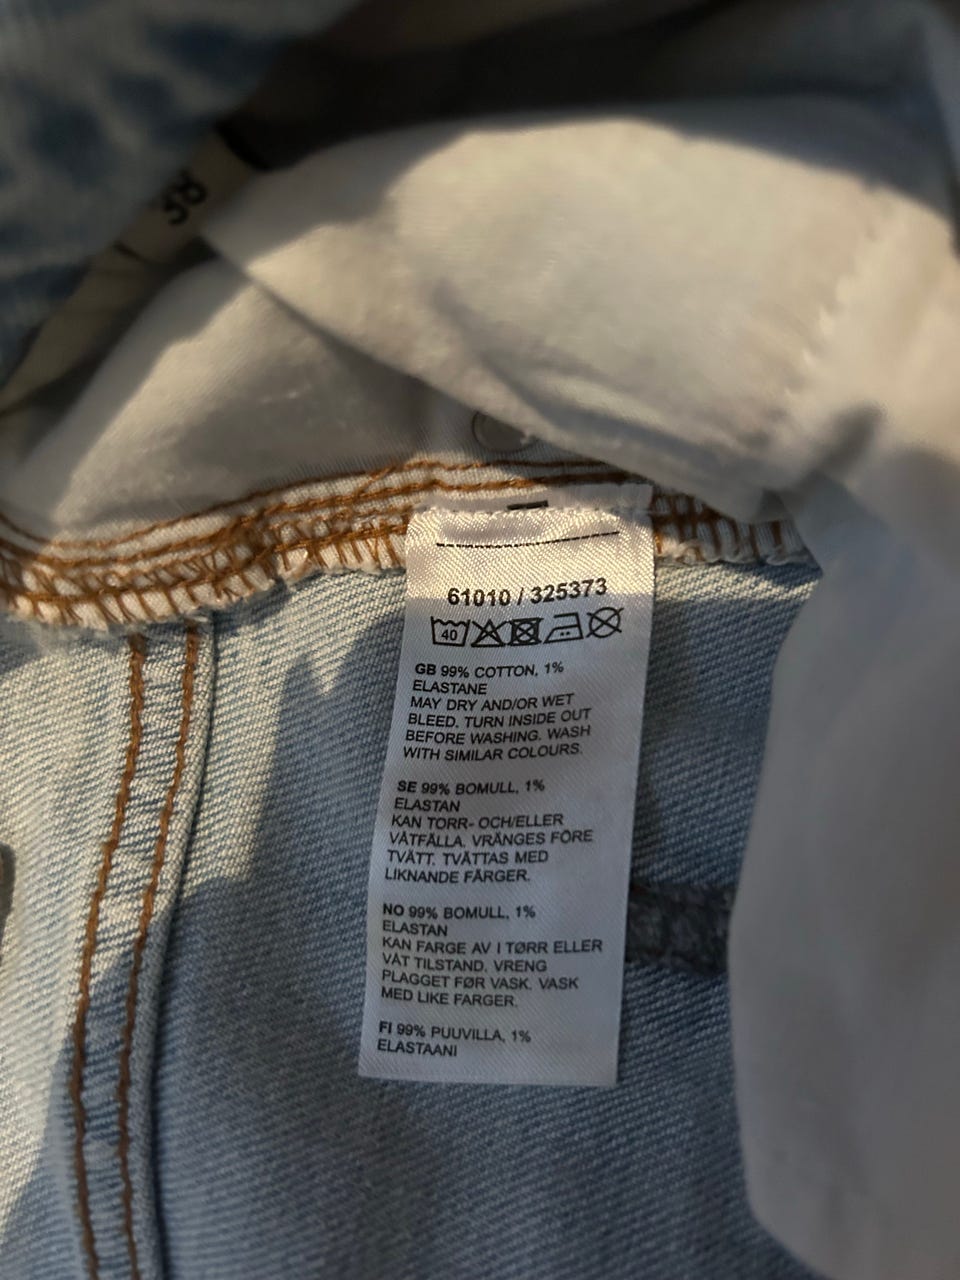 38
61010 / 325373
40
GB 99% COTTON, 1%
ELASTANE
MAY DRY AND/OR WET
BLEED. TURN INSIDE OUT
BEFORE WASHING. WASH
WITH SIMILAR COLOURS.
SE 99% BOMULL, 1%
ELASTAN
KAN TORR- OCH/ELLER
VÅTFÄLLA. VRÄNGES FÖRE
TVÄTT. TVÄTTAS MED
LIKNANDE FÄRGER.
NO 99% BOMULL, 1%
ELASTAN
KAN FARGE AV I TØRR ELLER
VÅT TILSTAND. VRENG
PLAGGET FØR VASK. VASK
MED LIKE FARGER.
FI 99% PUUVILLA, 1%
ELASTAANI